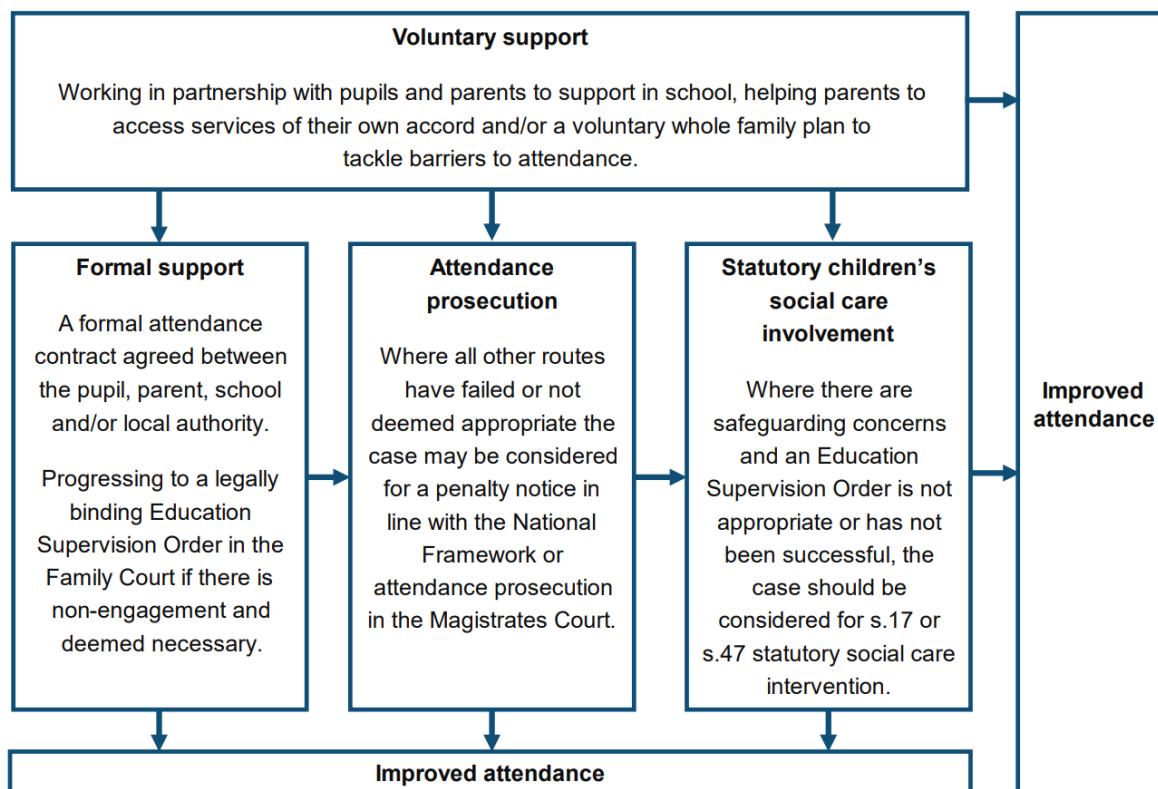 Voluntary support
Working in partnership with pupils and parents to support in school, helping parents to
access services of their own accord and/or a voluntary whole family plan to
tackle barriers to attendance.
Formal support
A formal attendance
contract agreed between
the pupil, parent, school
and/or local authority.
Progressing to a legally
binding Education
Supervision Order in the
Family Court if there is
non-engagement and
deemed necessary.
Attendance
prosecution
Where all other routes
have failed or not
deemed appropriate the
case may be considered
for a penalty notice in
line with the National
Framework or
attendance prosecution
in the Magistrates Court.
Statutory children’s
social care
involvement
Where there are
safeguarding concerns
and an Education
Supervision Order is not
appropriate or has not
been successful, the
case should be
considered for s.17 or
s.47 statutory social care
intervention.
Improved
attendance
Improved attendance